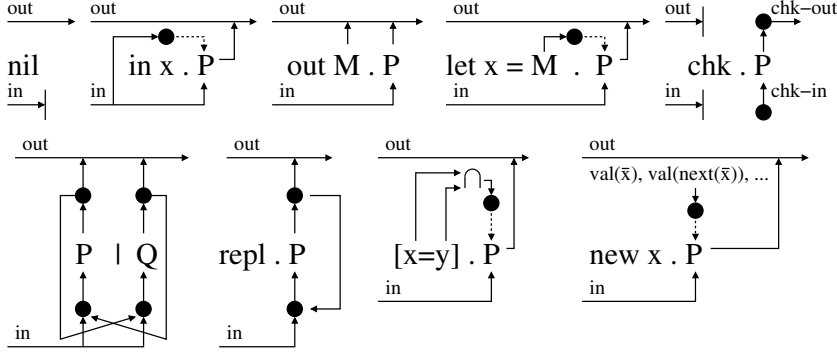 out out out out out chk−out
nil in x . P out M . P let x = M . P chk . P
in in in in in chk−in
out out out out
val(x̄), val(next(x̄)), ...
P | Q repl . P [x=y] . P new x . P
in in
in in